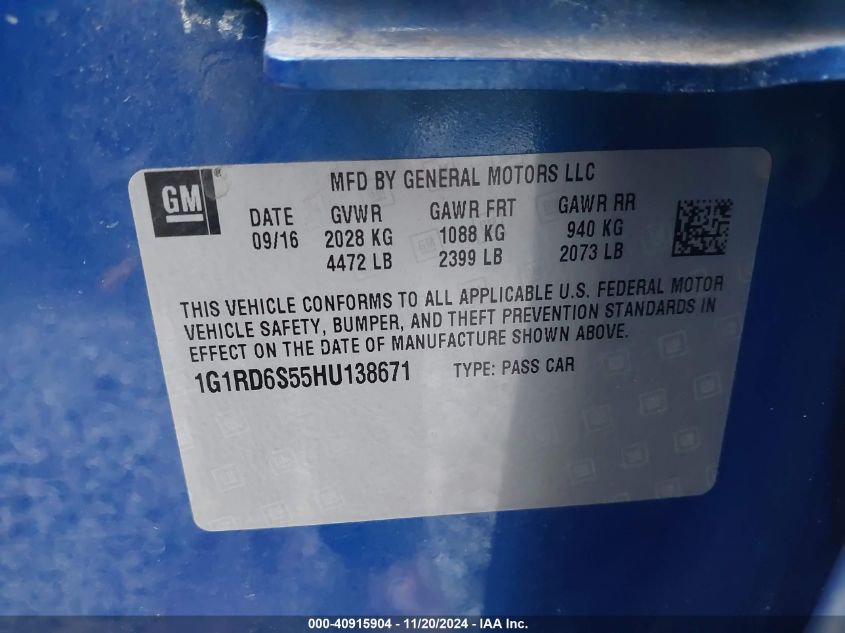 GM
MFD BY GENERAL MOTORS LLC
DATE GVWR GAWR FRT GAWR RR
09/16 2028 KG 1088 KG 940 KG
4472 LB 2399 LB 2073 LB
THIS VEHICLE CONFORMS TO ALL APPLICABLE U.S. FEDERAL MOTOR
VEHICLE SAFETY, BUMPER, AND THEFT PREVENTION STANDARDS IN
EFFECT ON THE DATE OF MANUFACTURE SHOWN ABOVE.
1G1RD6S55HU138671 TYPE: PASS CAR
000-40915904 - 11/20/2024 - IAA Inc.